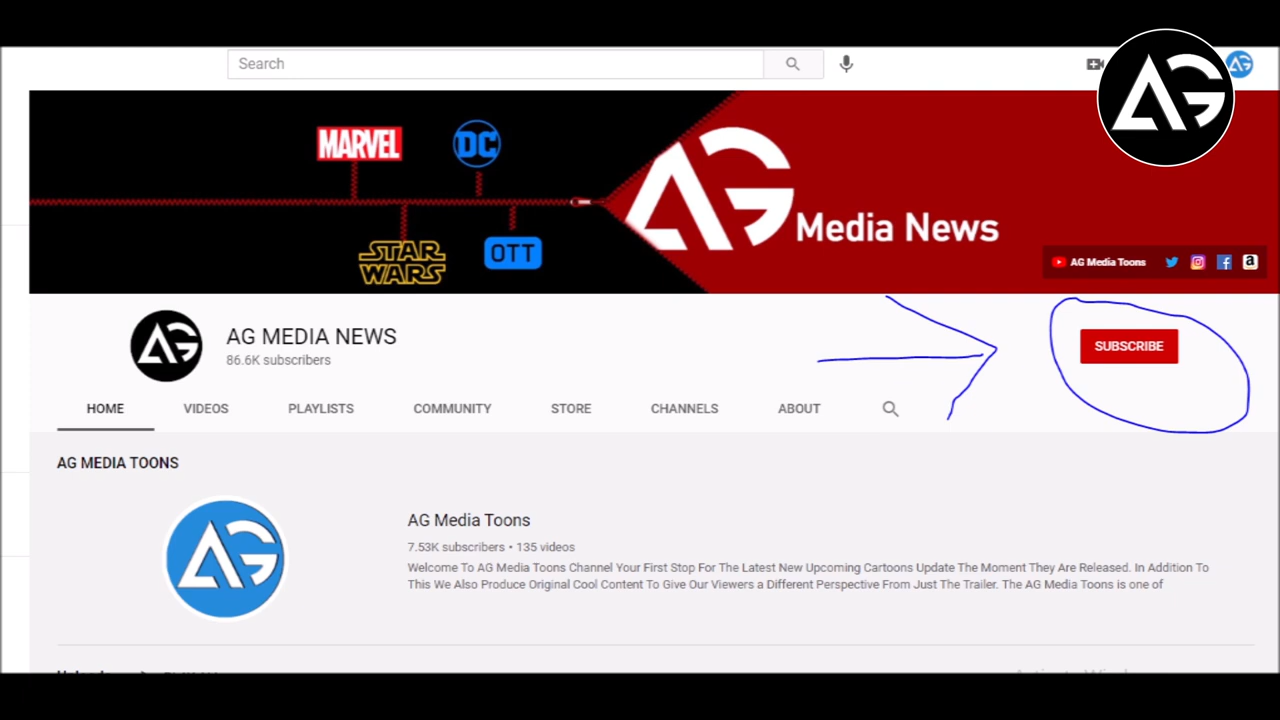 Search
MARVEL
DC
STAR
WARS
OTT
AG
Media News
AG Media Toons
AG
AG MEDIA NEWS
86.6K subscribers
SUBSCRIBE
HOME
VIDEOS
PLAYLISTS
COMMUNITY
STORE
CHANNELS
ABOUT
AG MEDIA TOONS
AG
AG Media Toons
7.53K subscribers • 135 videos
Welcome To AG Media Toons Channel Your First Stop For The Latest New Upcoming Cartoons Update The Moment They Are Released. In Addition To
This We Also Produce Original Cool Content To Give Our Viewers a Different Perspective From Just The Trailer. The AG Media Toons is one of